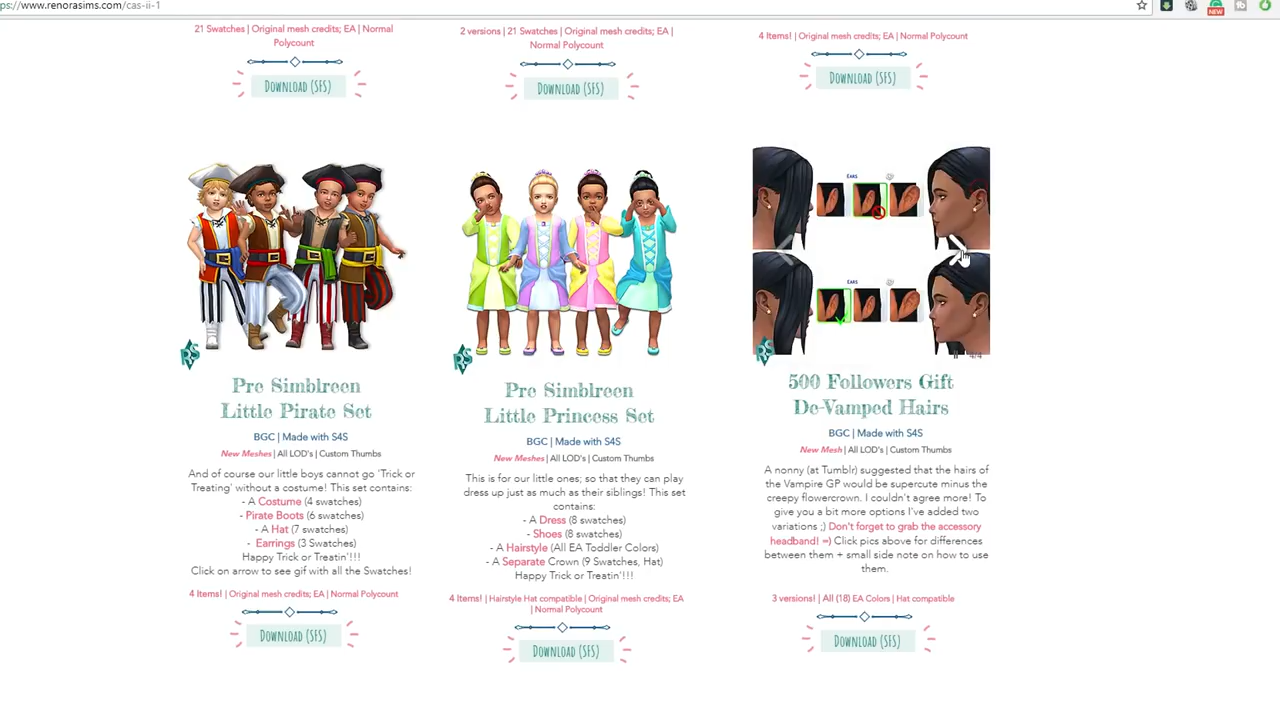 ps://www.renorasims.com/cas-ii-1
NEW
21 Swatches | Original mesh credits; EA | Normal
Polycount
DOWNLOAD (SFS)
2 versions | 21 Swatches | Original mesh credits; EA |
Normal Polycount
DOWNLOAD (SFS)
4 Items! | Original mesh credits; EA | Normal Polycount
DOWNLOAD (SFS)
RS
Pre Simblreen
Little Pirate Set
BGC | Made with S4S
New Meshes | All LOD's | Custom Thumbs
And of course our little boys cannot go 'Trick or
Treating' without a costume! This set contains:
- A Costume (4 swatches)
- Pirate Boots (6 swatches)
- A Hat (7 swatches)
- Earrings (3 Swatches)
Happy Trick or Treatin'!!!
Click on arrow to see gif with all the Swatches!
4 Items! | Original mesh credits; EA | Normal Polycount
DOWNLOAD (SFS)
RS
Pre Simblreen
Little Princess Set
BGC | Made with S4S
New Meshes | All LOD's | Custom Thumbs
This is for our little ones; so that they can play
dress up just as much as their siblings! This set
contains:
- A Dress (8 swatches)
- Shoes (8 swatches)
- A Hairstyle (All EA Toddler Colors)
- A Separate Crown (9 Swatches, Hat)
Happy Trick or Treatin'!!!
4 Items! | Hairstyle Hat compatible | Original mesh credits; EA
| Normal Polycount
DOWNLOAD (SFS)
EARS
EARS
RS
4/4
500 Followers Gift
De-Vamped Hairs
BGC | Made with S4S
New Mesh | All LOD's | Custom Thumbs
A nonny (at Tumblr) suggested that the hairs of
the Vampire GP would be supercute minus the
creepy flowercrown. I couldn't agree more! To
give you a bit more options I've added two
variations ;) Don't forget to grab the accessory
headband! =) Click pics above for differences
between them + small side note on how to use
them.
3 versions! | All (18) EA Colors | Hat compatible
DOWNLOAD (SFS)